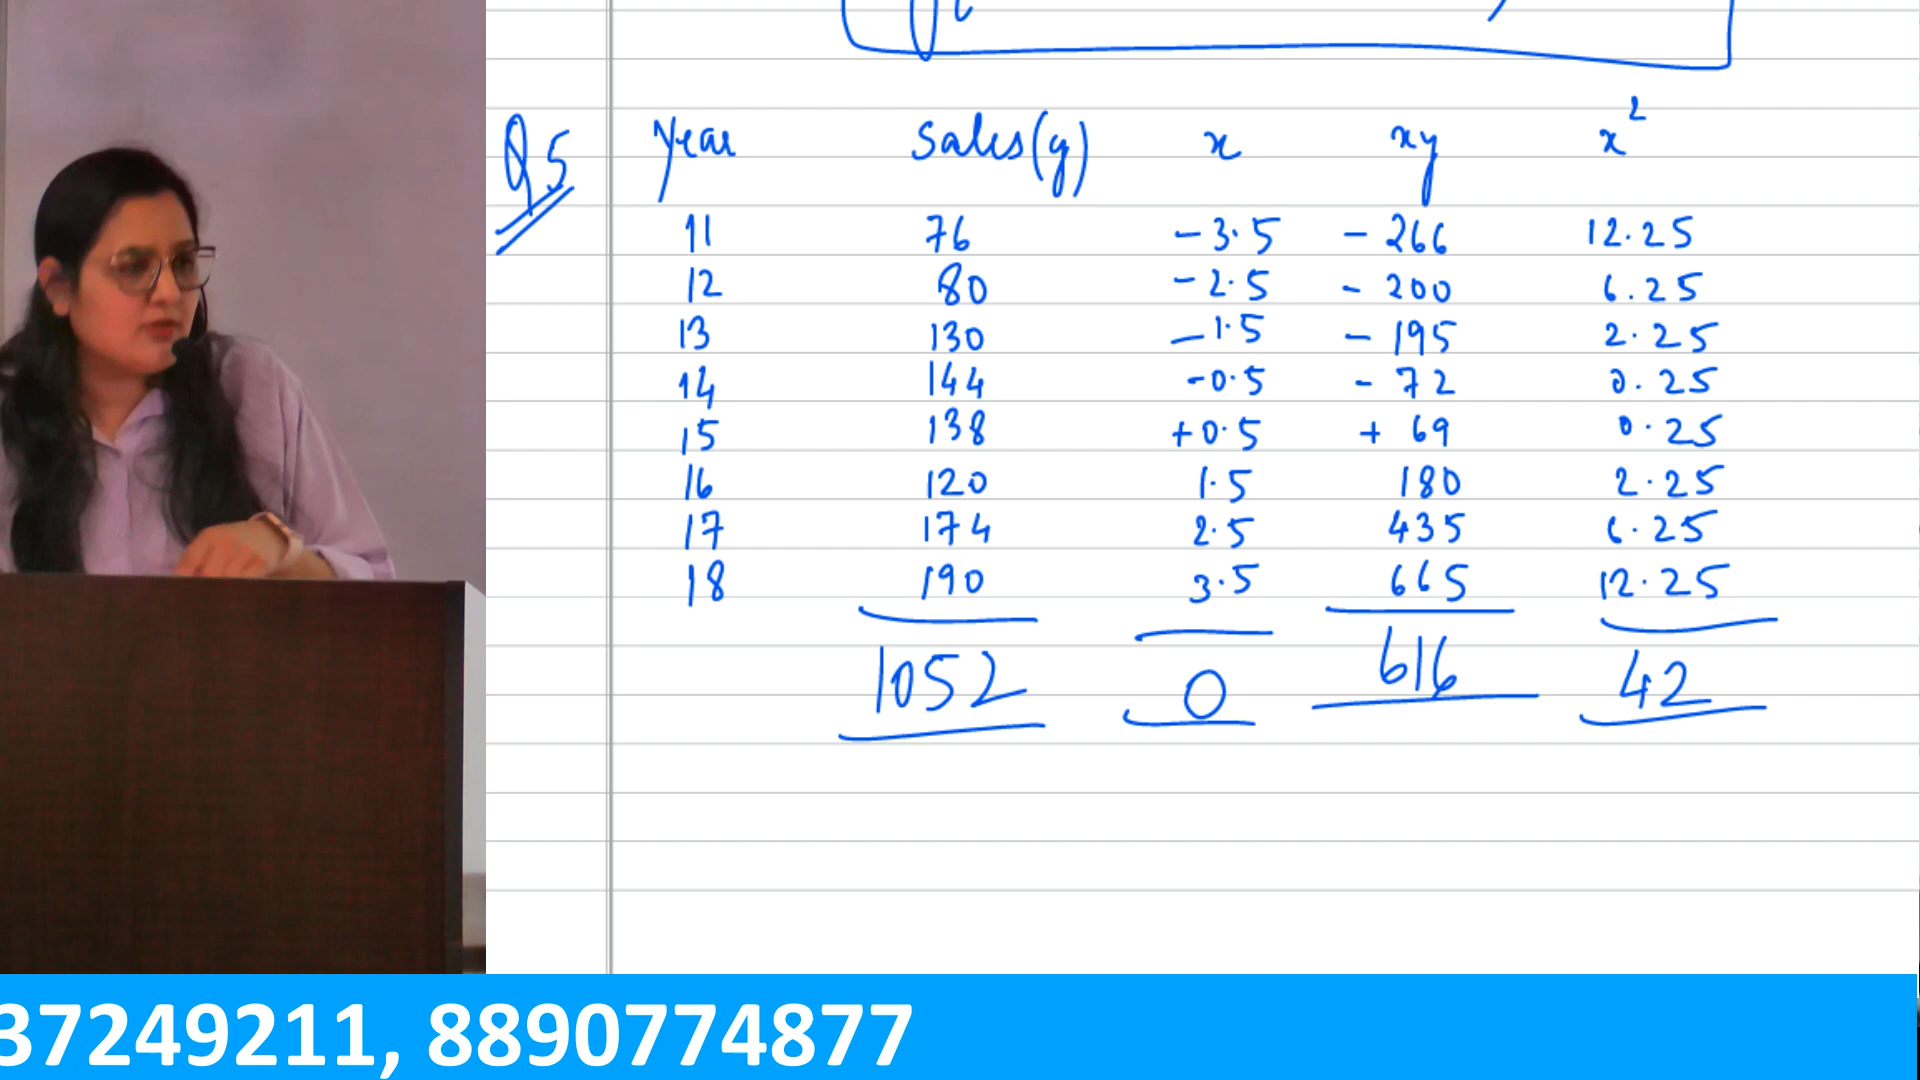 Q5 Year Sales(y) x xy x²
11 76 -3.5 -266 12.25
12 80 -2.5 -200 6.25
13 130 -1.5 -195 2.25
14 144 -0.5 -72 0.25
15 138 +0.5 +69 0.25
16 120 1.5 180 2.25
17 174 2.5 435 6.25
18 190 3.5 665 12.25
1052 0 616 42
37249211, 8890774877